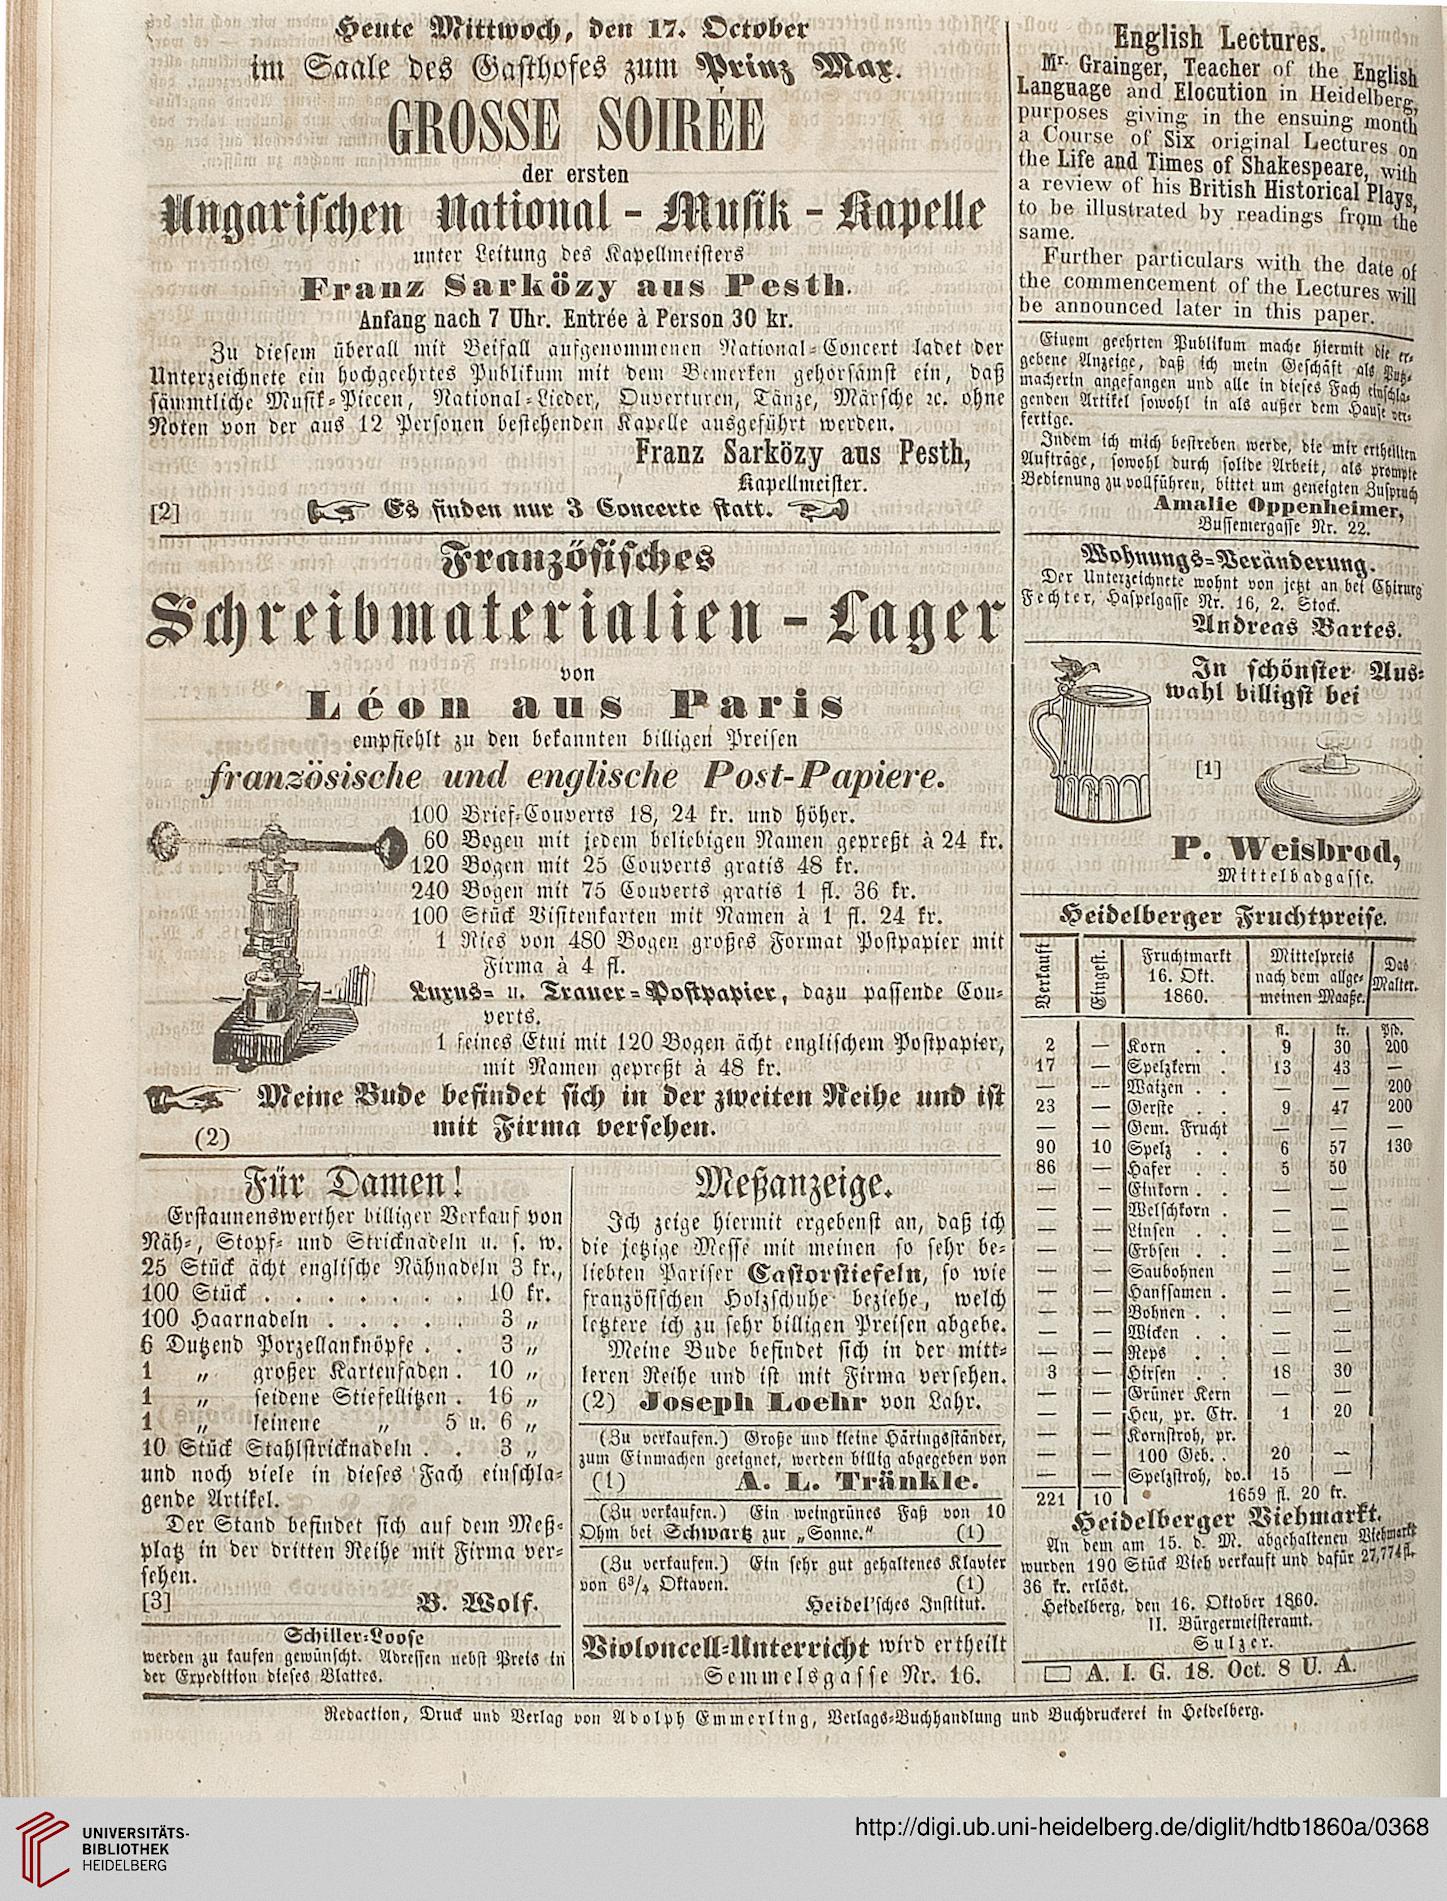 Heute Mittwoch, den 17. October
im Saale des Gasthofes zum Prinz Max.
GROSSE SOIRÉE
der ersten
Ungarischen National-Musik-Kapelle
unter Leitung des Kapellmeisters
Franz Sarközy aus Pesth.
Anfang nach 7 Uhr. Entrée à Person 30 kr.
Zu diesem überall mit Beifall aufgenommenen National-Concert ladet der
Unterzeichnete ein hochgeehrtes Publikum mit dem Bemerken gehorsamst ein, daß
sämmtliche Musik-Piecen, National-Lieder, Ouverturen, Tänze, Märsche ꝛc. ohne
Noten von der aus 12 Personen bestehenden Kapelle ausgeführt werden.
Franz Sarközy aus Pesth,
Kapellmeister.
[2] Es finden nur 3 Concerte statt.
Französisches
Schreibmaterialien-Lager
von
Léon aus Paris
empfiehlt zu den bekannten billigen Preisen
französische und englische Post-Papiere.
100 Brief-Couverts 18, 24 kr. und höher.
60 Bogen mit jedem beliebigen Namen gepreßt à 24 kr.
120 Bogen mit 25 Couverts gratis 48 kr.
240 Bogen mit 75 Couverts gratis 1 fl. 36 kr.
100 Stück Visitenkarten mit Namen à 1 fl. 24 kr.
1 Ries von 480 Bogen großes Format Postpapier mit
Firma à 4 fl.
Luxus- u. Trauer-Postpapier, dazu passende Cou-
verts.
1 feines Etui mit 120 Bogen ächt englischem Postpapier,
mit Namen gepreßt à 48 kr.
Meine Bude befindet sich in der zweiten Reihe und ist
(2) mit Firma versehen.
Für Damen!
Erstaunenswerther billiger Verkauf von
Näh-, Stopf- und Stricknadeln u. s. w.
25 Stück ächt englische Nähnadeln 3 kr.,
100 Stück . . . . . . . 10 kr.
100 Haarnadeln . . . . . 3 „
6 Dutzend Porzellanknöpfe . . 3 „
1 „ großer Kartenfaden . 10 „
1 „ seidene Stiefellitzen . 16 „
1 „ leinene „ 5 u. 6 „
10 Stück Stahlstricknadeln . . 3 „
und noch viele in dieses Fach einschla-
gende Artikel.
Der Stand befindet sich auf dem Meß-
platz in der dritten Reihe mit Firma ver-
sehen.
[3] B. Wolf.
Schiller-Loose
werden zu kaufen gewünscht. Adressen nebst Preis in
der Expedition dieses Blattes.
Meßanzeige.
Ich zeige hiermit ergebenst an, daß ich
die jetzige Messe mit meinen so sehr be-
liebten Pariser Castorstiefeln, so wie
französischen Holzschuhe beziehe, welch
letztere ich zu sehr billigen Preisen abgebe.
Meine Bude befindet sich in der mitt-
leren Reihe und ist mit Firma versehen.
(2) Joseph Loehr von Lahr.
(Zu verkaufen.) Große und kleine Häringsständer,
zum Einmachen geeignet, werden billig abgegeben von
(1) A. L. Tränkle.
(Zu verkaufen.) Ein weingrünes Faß von 10
Ohm bei Schwartz zur „Sonne.“ (1)
(Zu verkaufen.) Ein sehr gut gehaltenes Klavier
von 6¾ Oktaven. (1)
Heidel'sches Institut.
Violoncell-Unterricht wird ertheilt
Semmelsgasse Nr. 16.
English Lectures.
Mr. Grainger, Teacher of the English
Language and Elocution in Heidelberg,
purposes giving in the ensuing month
a Course of Six original Lectures on
the Life and Times of Shakespeare, with
a review of his British Historical Plays,
to be illustrated by readings from the
same.
Further particulars with the date of
the commencement of the Lectures will
be announced later in this paper.
Einem geehrten Publikum mache hiermit die er-
gebene Anzeige, daß ich mein Geschäft als Putz-
macherin angefangen und alle in dieses Fach einschla-
genden Artikel sowohl in als außer dem Hause ver-
fertige.
Indem ich mich bestreben werde, die mir ertheilten
Aufträge, sowohl durch solide Arbeit, als prompte
Bedienung zu vollführen, bittet um geneigten Zuspruch
Amalie Oppenheimer,
Bussemergasse Nr. 22.
Wohnungs-Veränderung.
Der Unterzeichnete wohnt von jetzt an bei Chirurg
Fechter, Haspelgasse Nr. 16, 2. Stock.
Andreas Bartes.
In schönster Aus-
wahl billigst bei
[1]
P. Weisbrod,
Mittelbadgasse.
Heidelberger Fruchtpreise.
Verkauft. Eingest. Fruchtmarkt 16. Okt. 1860. Mittelpreis nach dem allge-meinen Maaße. Das Malter.
fl. kr. Pfd.
2 — Korn . . 9 30 200
17 — Spelzkern . 13 43 —
— — Waizen . . — — 200
23 — Gerste . . 9 47 200
— — Gem. Frucht — — —
90 10 Spelz . . 6 57 130
86 — Hafer . . 5 50
— — Einkorn . . — —
— — Welschkorn . — —
— — Linsen . . — —
— — Erbsen . . — —
— — Saubohnen — —
— — Hanfsamen . — —
— — Bohnen . . — —
— — Wicken . . — —
— — Reps . . — —
3 — Hirsen . . 18 30
— — Grüner Kern — —
— — Heu, pr. Ctr. 1 20
— — Kornstroh, pr.
100 Geb. . 20 —
— — Spelzstroh, do. 15 —
221 10 1659 fl. 20 kr.
Heidelberger Viehmarkt.
An dem am 15. d. M. abgehaltenen Viehmarkt
wurden 190 Stück Vieh verkauft und dafür 27,774 fl.
36 kr. erlöst.
Heidelberg, den 16. Oktober 1860.
II. Bürgermeisteramt.
Sulzer.
A. I. G. 18. Oct. 8 U. A.
Redaction, Druck und Verlag von Adolph Emmerling, Verlags-Buchhandlung und Buchdruckerei in Heidelberg.
UNIVERSITÄTS-
BIBLIOTHEK
HEIDELBERG
http://digi.ub.uni-heidelberg.de/diglit/hdtb1860a/0368